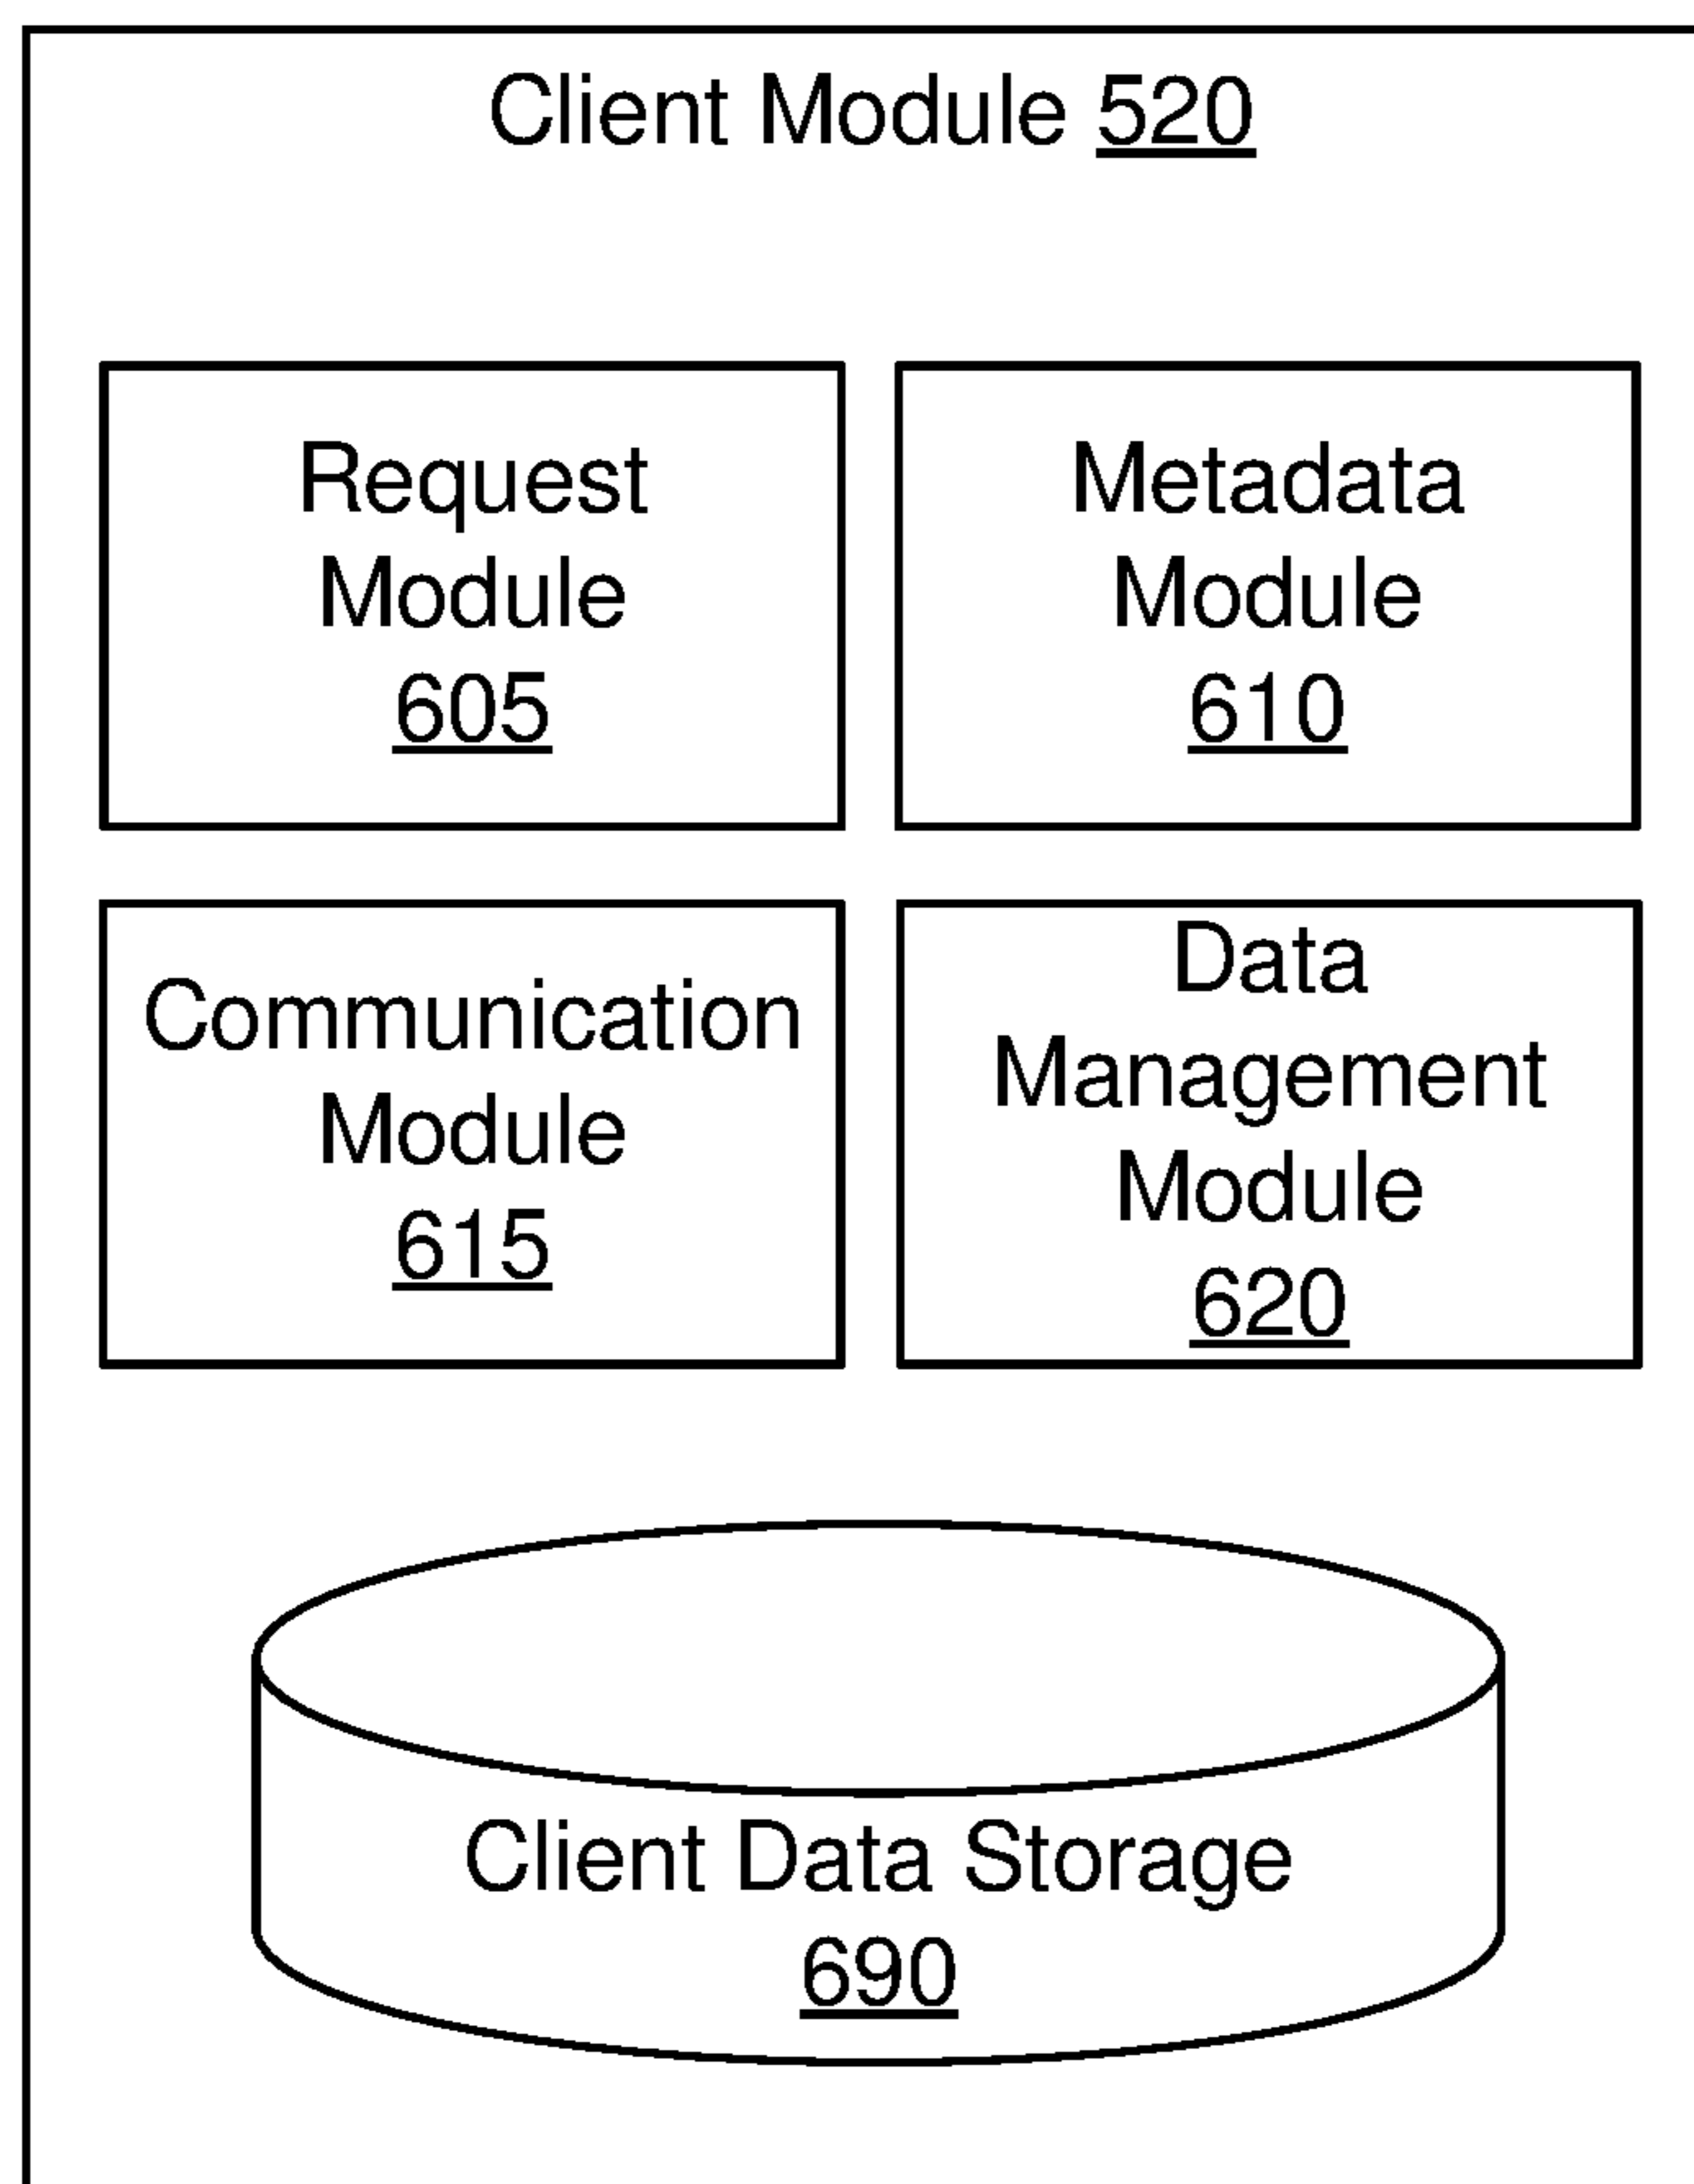 Client Module 520
Request
Module
605
Metadata
Module
610
Communication
Module
615
Data
Management
Module
620
Client Data Storage
690